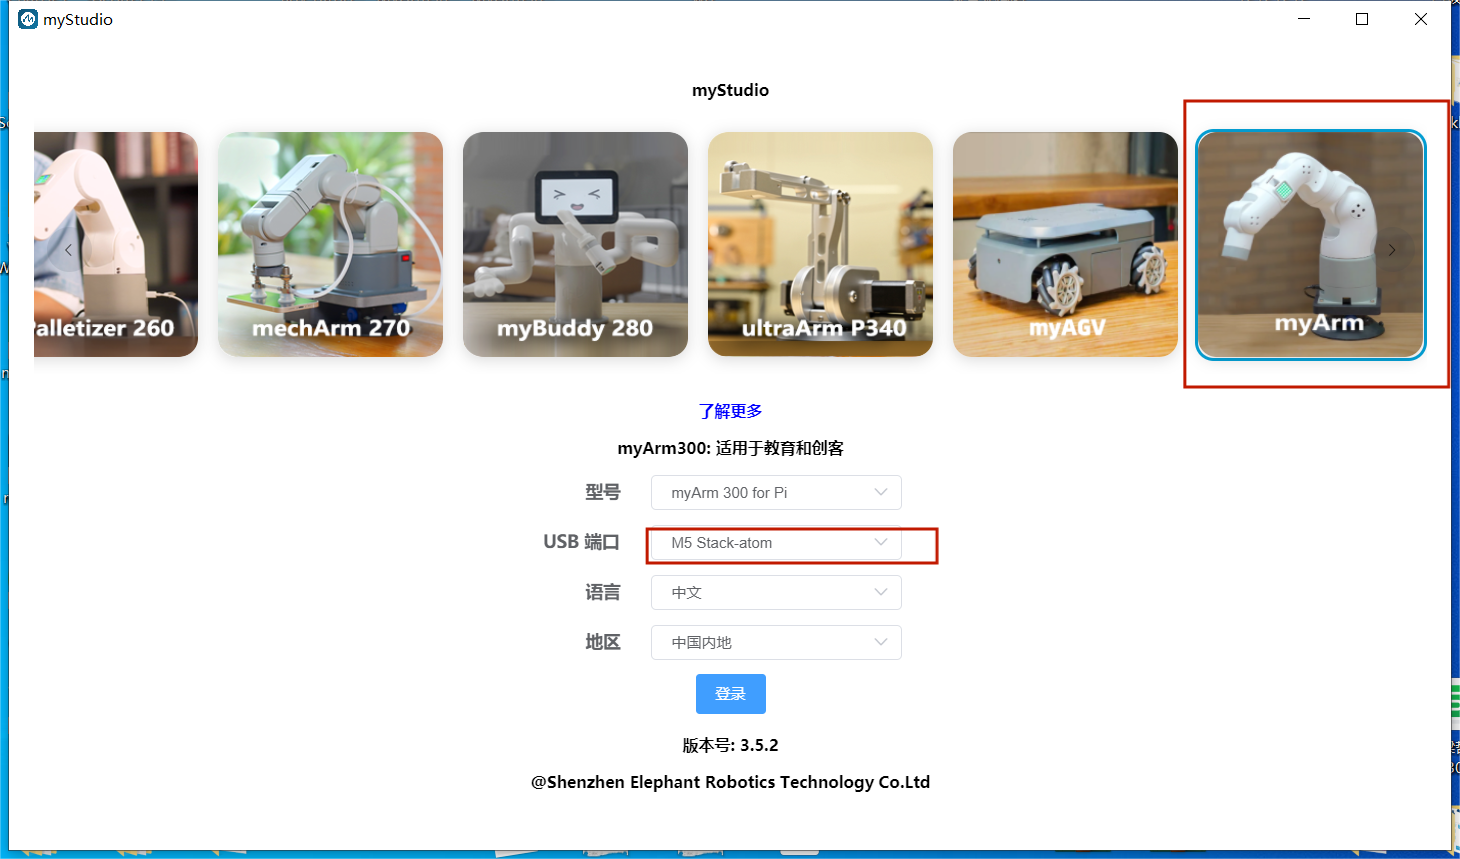 myStudio
myStudio
alletizer 260
mechArm 270
myBuddy 280
ultraArm P340
myAGV
myArm
了解更多
myArm300: 适用于教育和创客
型号 myArm 300 for Pi
USB 端口 M5 Stack-atom
语言 中文
地区 中国内地
登录
版本号: 3.5.2
@Shenzhen Elephant Robotics Technology Co.Ltd